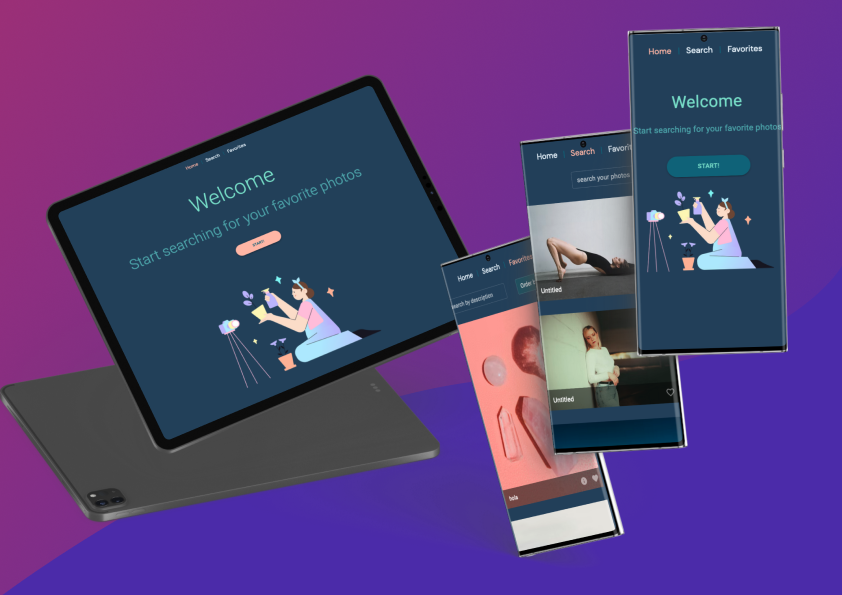 Home Search Favorites
Welcome
Start searching for your favorite photos
START!
Home Search Favorites
search by description
Order
hola
Home Search Favori
search your photos
Untitled
Untitled
Home Search Favorites
Welcome
Start searching for your favorite photos
START!